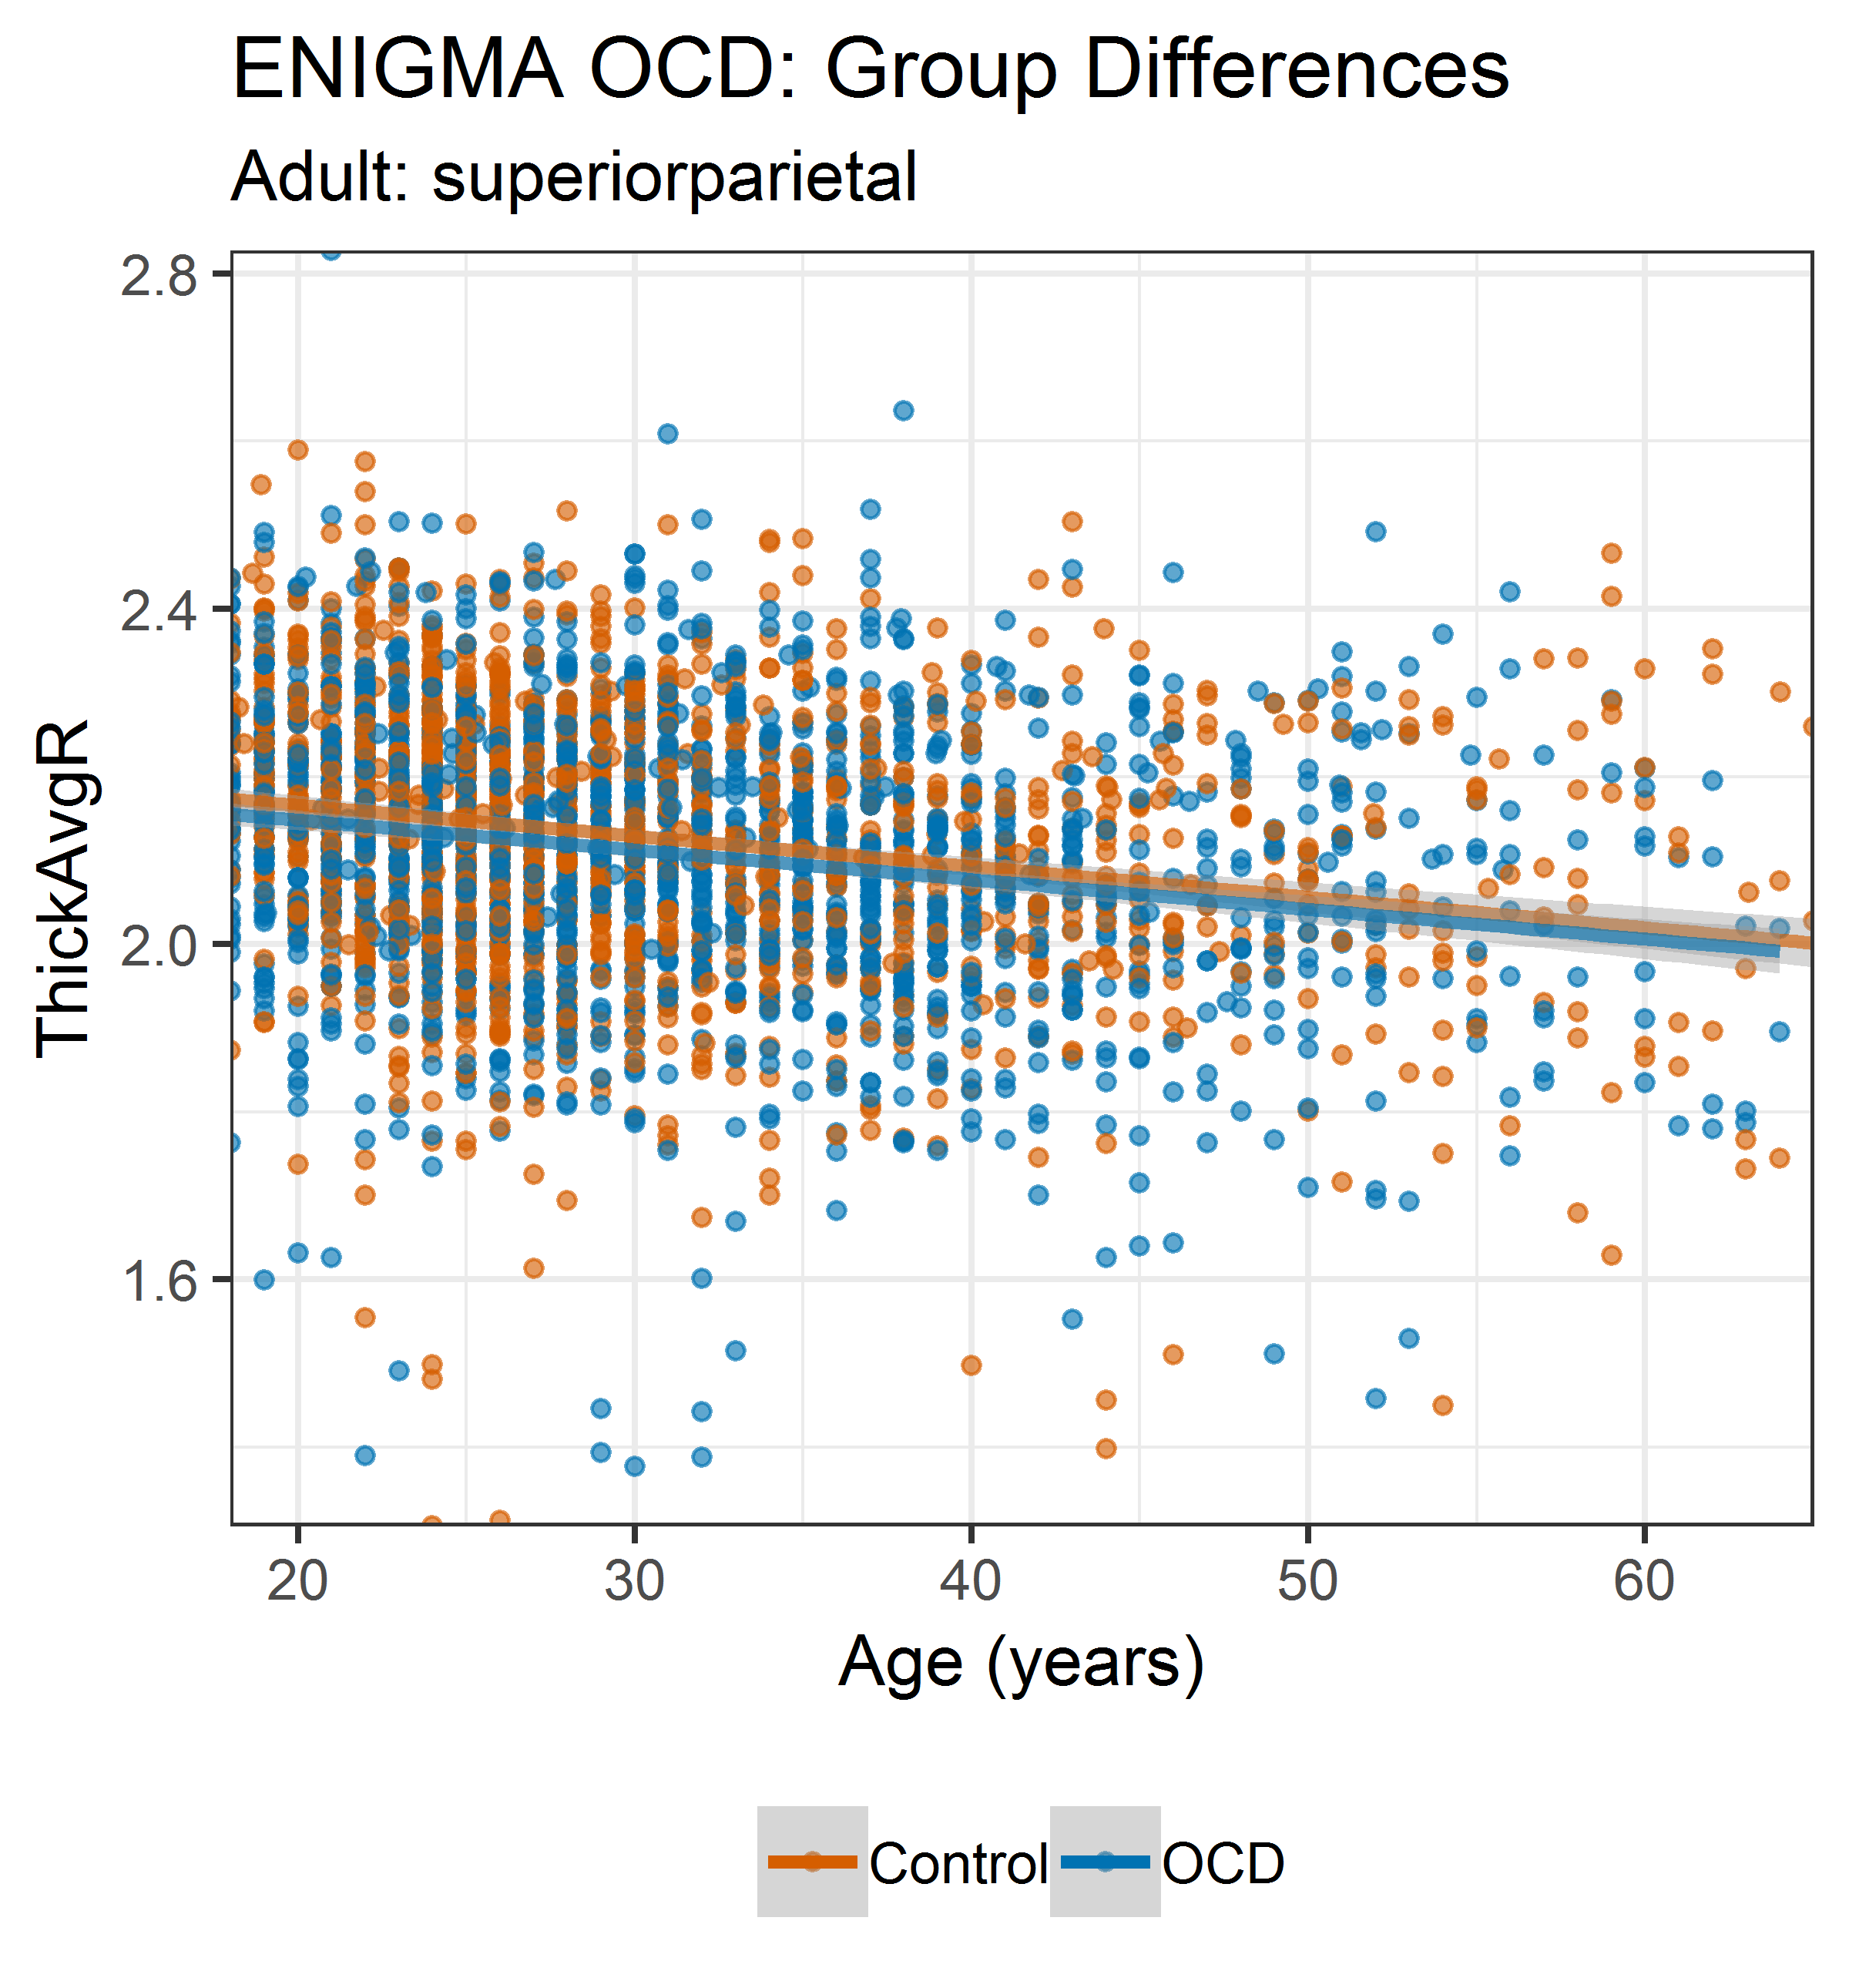 ENIGMA OCD: Group Differences
Adult: superiorparietal
ThickAvgR
2.8
2.4
2.0
1.6
20 30 40 50 60
Age (years)
Control OCD